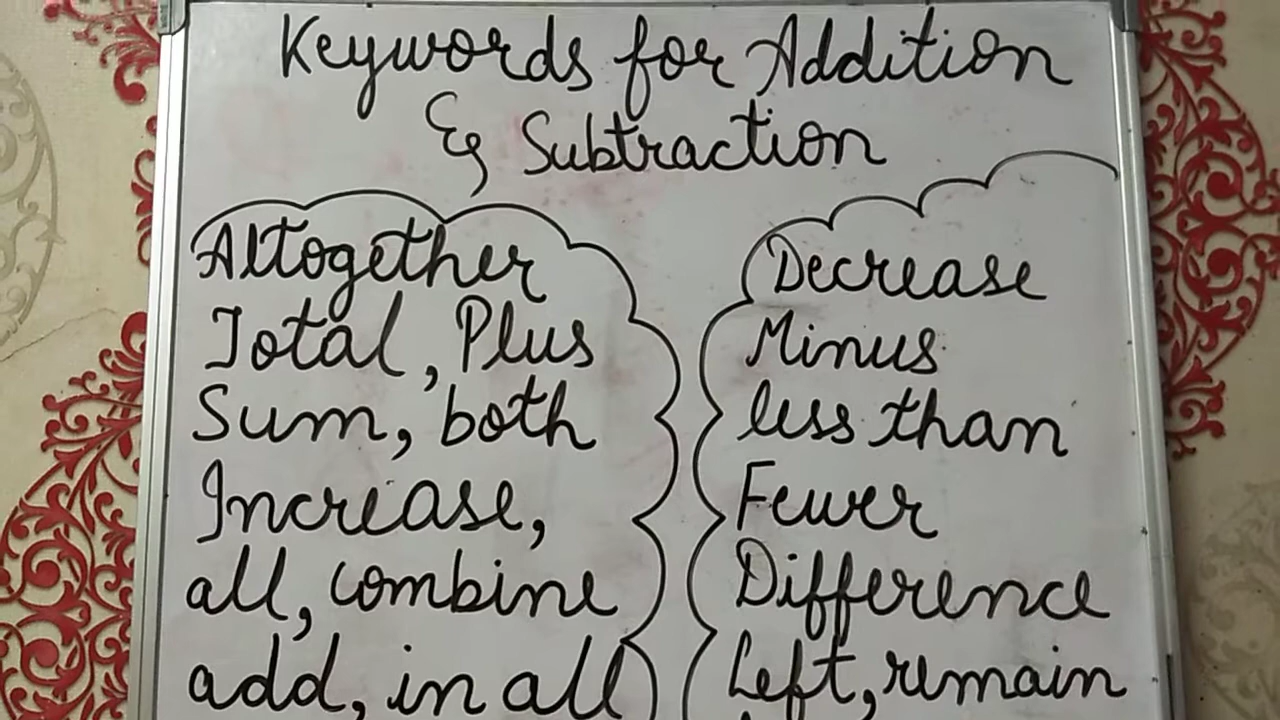 Keywords for Addition
& Subtraction
Altogether
Total, Plus
Sum, both
Increase,
all, combine
add, in all
Decrease
Minus
less than
Fewer
Difference
Left, remain